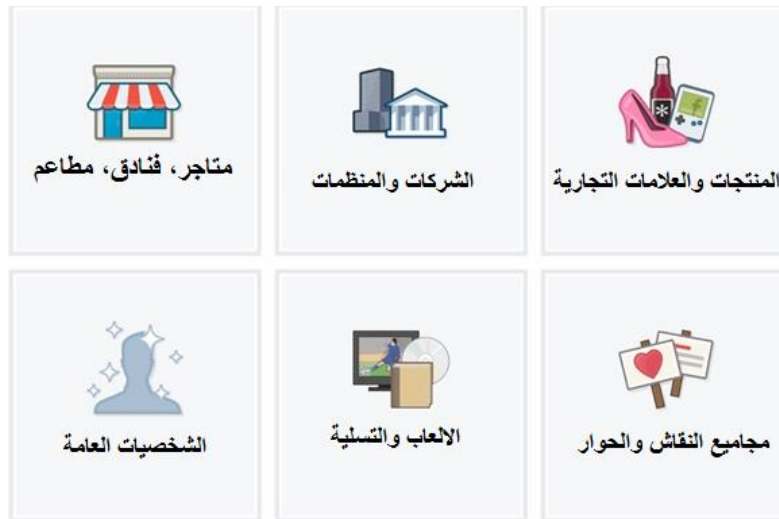 المنتجات والعلامات التجارية
الشركات والمنظمات
متاجر، فنادق، مطاعم
مجاميع النقاش والحوار
الالعاب والتسلية
الشخصيات العامة